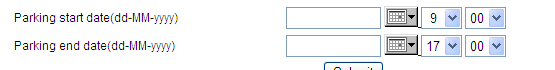 Parking start date(dd-MM-yyyy) 9 00
Parking end date(dd-MM-yyyy) 17 00